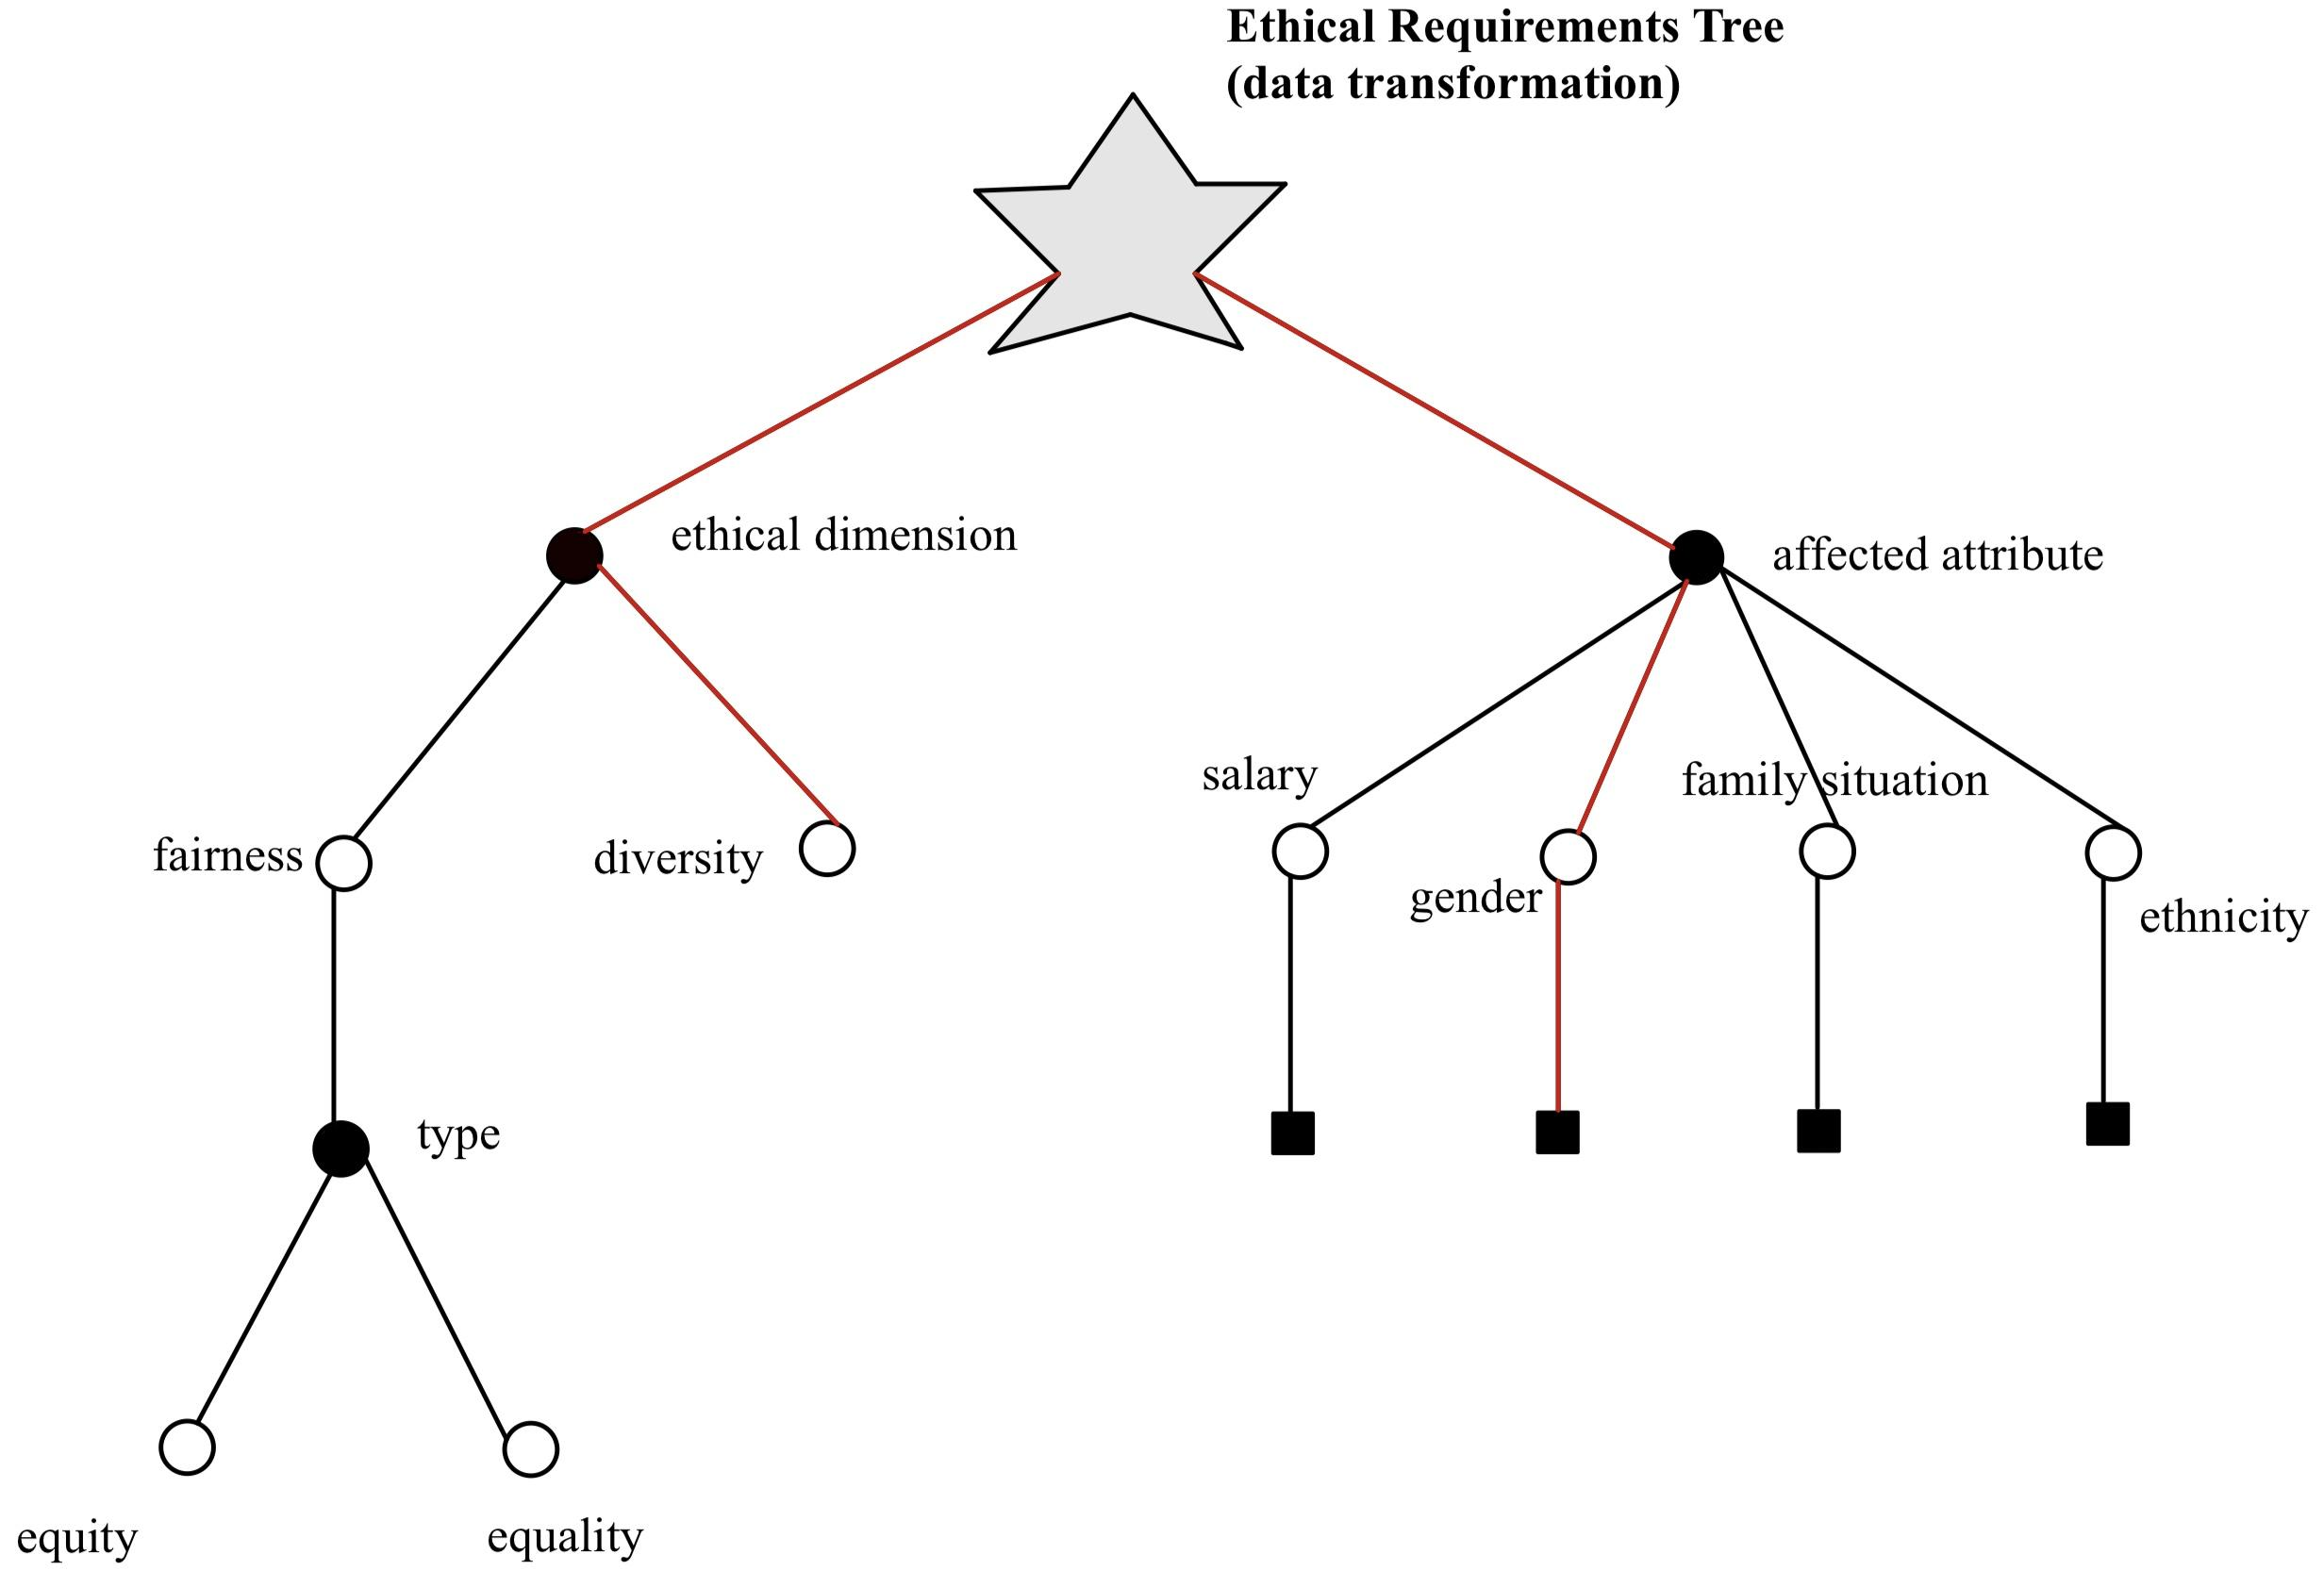 Ethical Requirements Tree
(data transformation)
ethical dimension
affected attribute
salary
family situation
fairness
diversity
gender
ethnicity
type
equity
equality